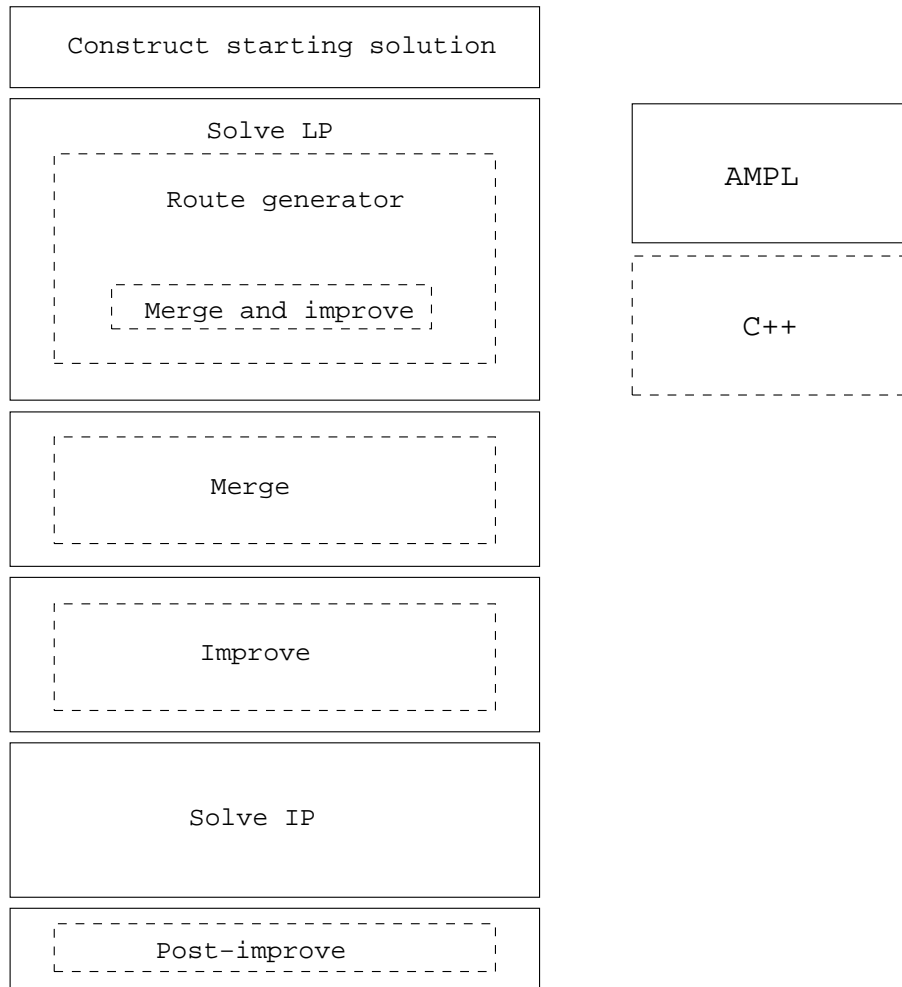 Construct starting solution
Solve LP
Route generator
Merge and improve
Merge
Improve
Solve IP
Post-improve
AMPL
C++